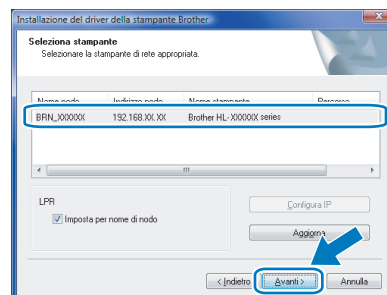 Installazione del driver della stampante Brother
Seleziona stampante
Selezionare la stampante di rete appropriata.
Nome nodo Indirizzo nodo Nome stampante Percorso
BRN_XXXXXX 192.168.XX.XX Brother HL-XXXXXX series
LPR
Imposta per nome di nodo
Configura IP
Aggiorna
< Indietro Avanti > Annulla